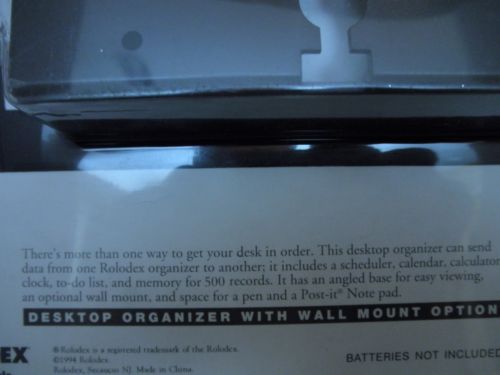 There's more than one way to get your desk in order. This desktop organizer can send
data from one Rolodex organizer to another; it includes a scheduler, calendar, calculator
clock, to-do list, and memory for 500 records. It has an angled base for easy viewing,
an optional wall mount, and space for a pen and a Post-it® Note pad.
DESKTOP ORGANIZER WITH WALL MOUNT OPTION
EX
® Rolodex is a registered trademark of the Rolodex.
©1994 Rolodex.
Rolodex, Secaucus NJ. Made in China.
BATTERIES NOT INCLUDED